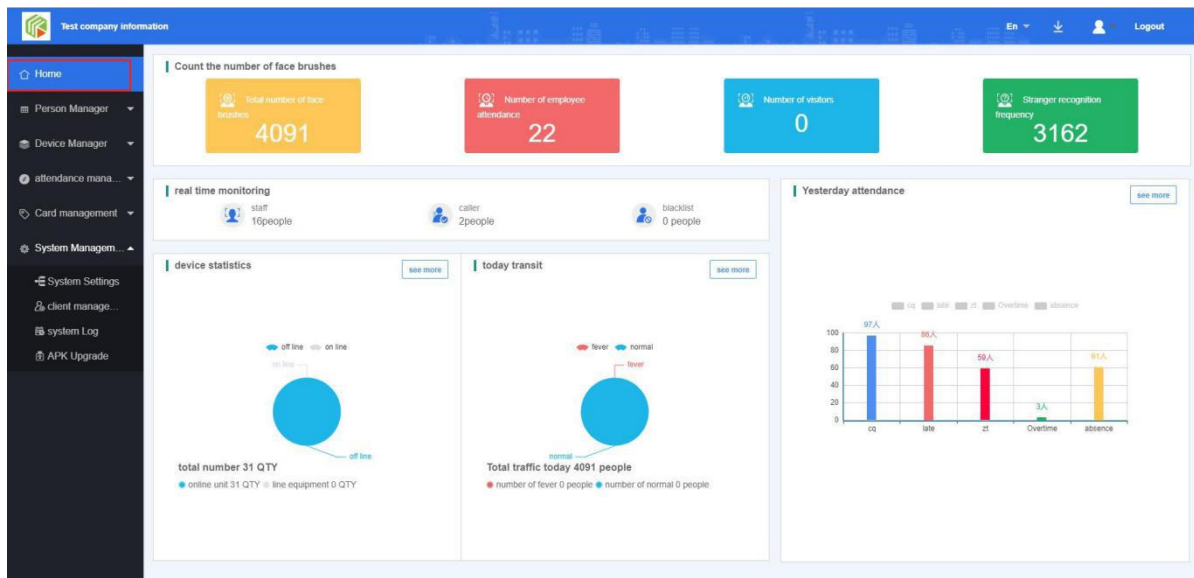 Test company information
En
Logout
Home
Person Manager
Device Manager
attendance mana...
Card management
System Managem...
System Settings
client manage...
system Log
APK Upgrade
Count the number of face brushes
Total number of face
brushes
4091
Number of employee
attendance
22
Number of visitors
0
Stranger recognition
frequency
3162
real time monitoring
staff
16people
caller
2people
blacklist
0 people
device statistics
see more
off line on line
on line
off line
total number 31 QTY
online unit 31 QTY line equipment 0 QTY
today transit
see more
fever normal
fever
normal
Total traffic today 4091 people
number of fever 0 people number of normal 0 people
Yesterday attendance
see more
cq late zt Overtime absence
100
80
60
40
20
0
97人
86人
59人
3人
61人
cq late zt Overtime absence